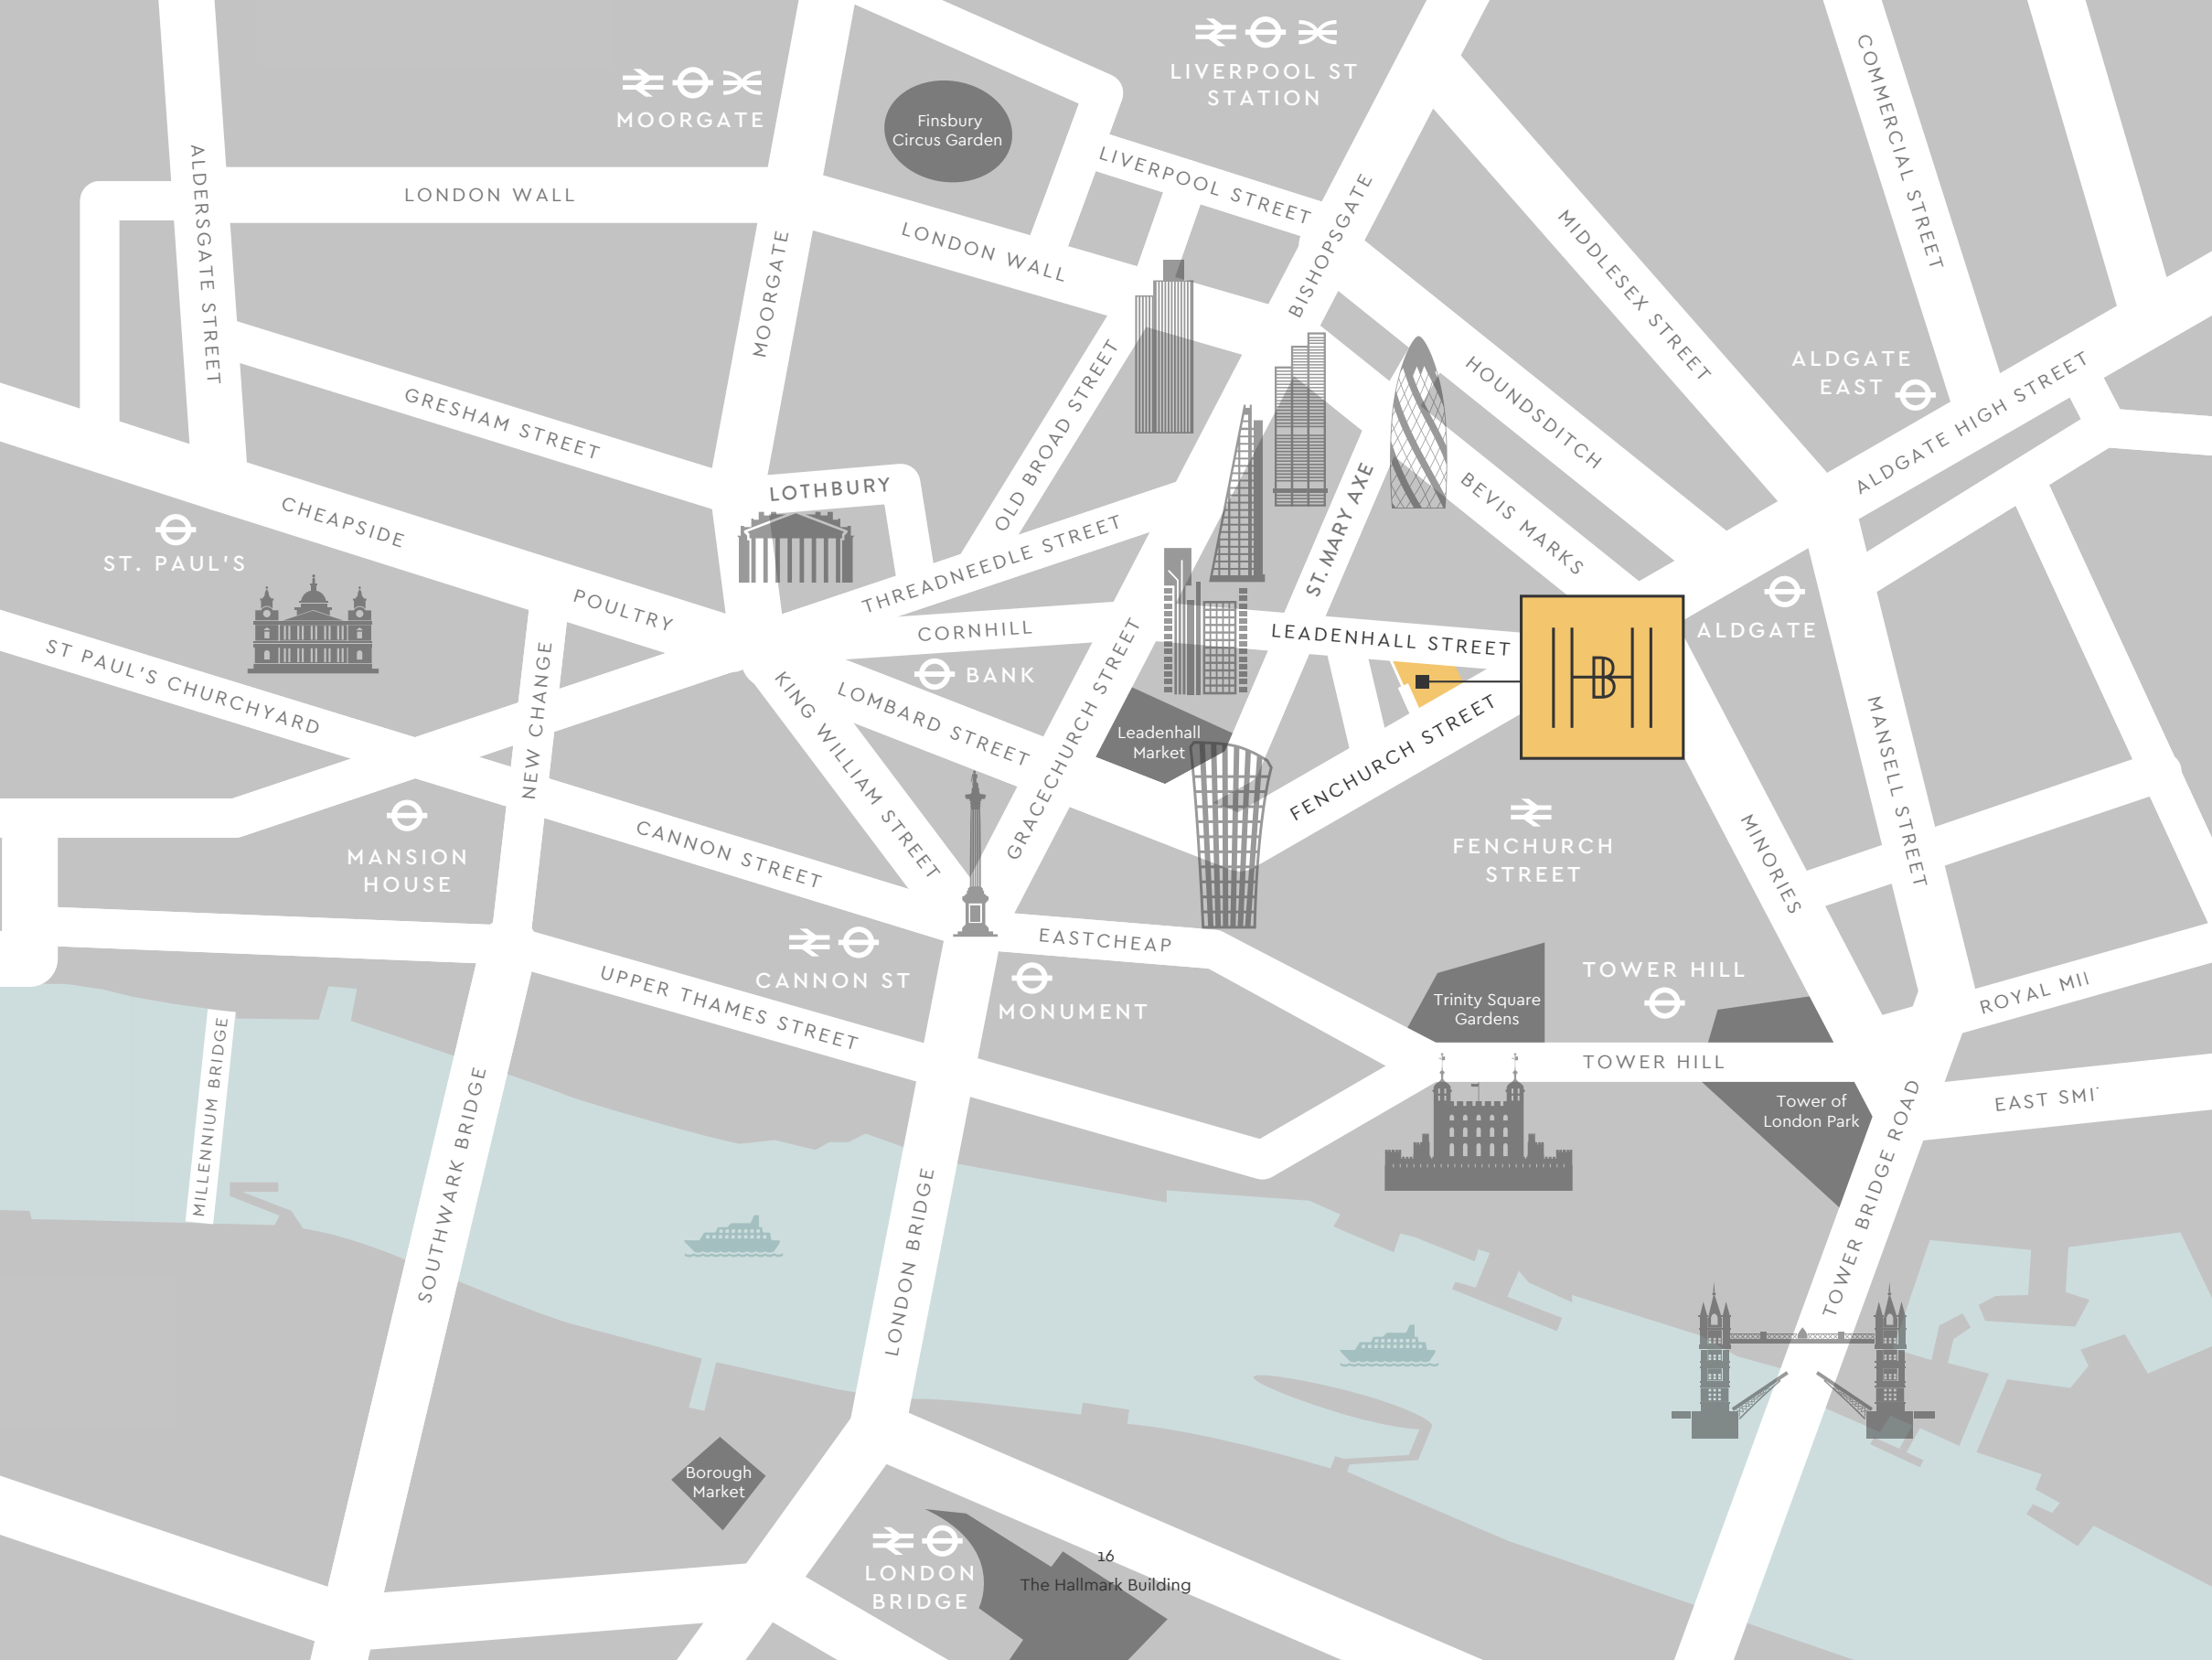 LIVERPOOL ST
STATION
MOORGATE
Finsbury
Circus Garden
COMMERCIAL STREET
ALDERSGATE STREET
LONDON WALL
LIVERPOOL STREET
LONDON WALL
BISHOPSGATE
MIDDLESEX STREET
MOORGATE
ALDGATE
EAST
ALDGATE HIGH STREET
GRESHAM STREET
OLD BROAD STREET
HOUNDSDITCH
LOTHBURY
CHEAPSIDE
ST. PAUL'S
ST. MARY AXE
BEVIS MARKS
THREADNEEDLE STREET
POULTRY
CORNHILL
LEADENHALL STREET
ALDGATE
ST PAUL'S CHURCHYARD
NEW CHANGE
BANK
KING WILLIAM STREET
LOMBARD STREET
GRACECHURCH STREET
Leadenhall
Market
FENCHURCH STREET
HBH
MANSELL STREET
MINORIES
MANSION
HOUSE
CANNON STREET
FENCHURCH
STREET
EASTCHEAP
CANNON ST
UPPER THAMES STREET
MONUMENT
TOWER HILL
Trinity Square
Gardens
ROYAL MII
TOWER HILL
MILLENNIUM BRIDGE
SOUTHWARK BRIDGE
Tower of
London Park
EAST SMI
TOWER BRIDGE ROAD
LONDON BRIDGE
Borough
Market
LONDON
BRIDGE
16
The Hallmark Building